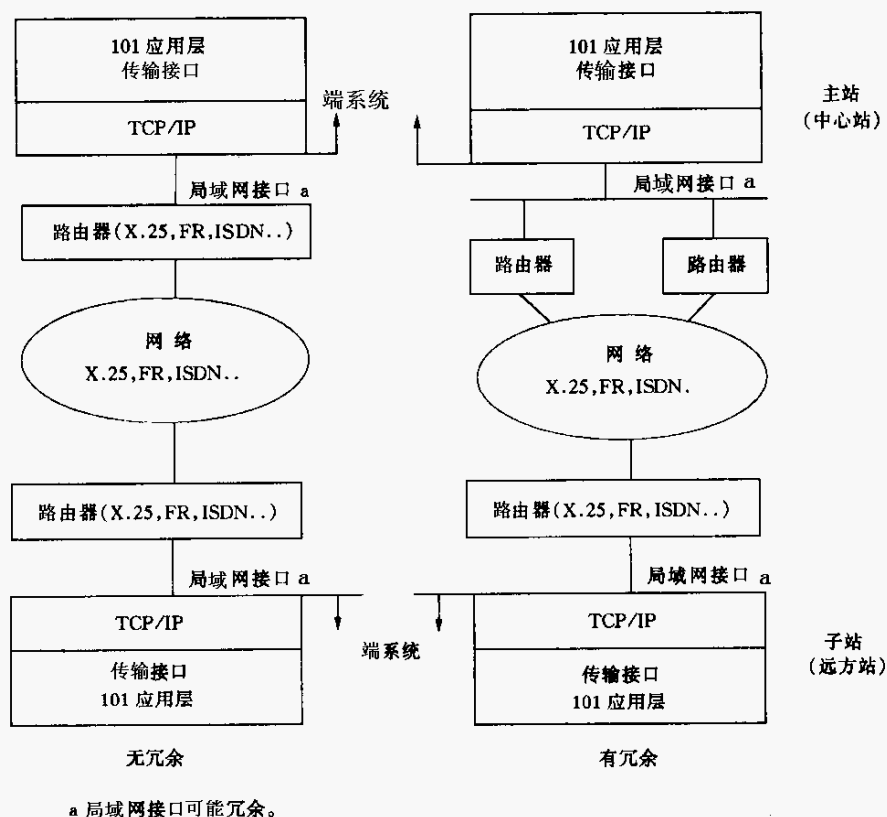 101 应用层
传输接口
TCP/IP
端系统
局域网接口 a
路由器(X.25,FR,ISDN..)
网 络
X.25,FR,ISDN..
路由器(X.25,FR,ISDN..)
局域网接口 a
TCP/IP
传输接口
101 应用层
无冗余
101 应用层
传输接口
TCP/IP
主站
(中心站)
局域网接口 a
路由器
路由器
网 络
X.25,FR,ISDN.
路由器(X.25,FR,ISDN..)
局域网接口 a
端系统
TCP/IP
传输接口
101 应用层
子站
(远方站)
有冗余
a 局域网接口可能冗余。